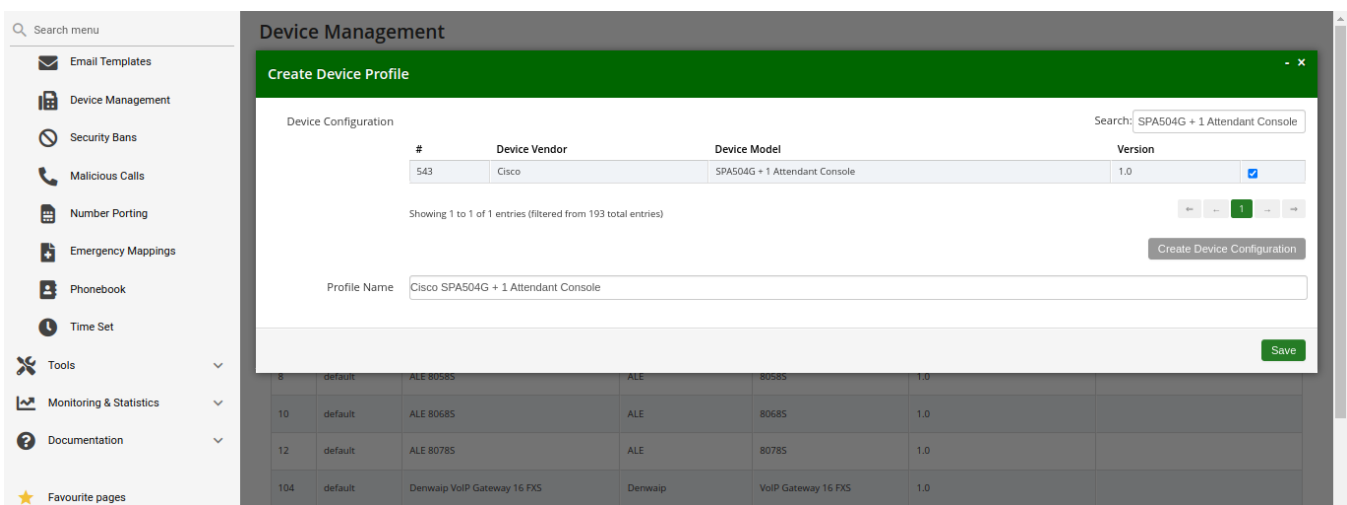 Search menu
Email Templates
Device Management
Security Bans
Malicious Calls
Number Porting
Emergency Mappings
Phonebook
Time Set
Tools
Monitoring & Statistics
Documentation
Favourite pages
Device Management
Create Device Profile
- ×
Device Configuration
Search: SPA504G + 1 Attendant Console
# Device Vendor Device Model Version
543 Cisco SPA504G + 1 Attendant Console 1.0
Showing 1 to 1 of 1 entries (filtered from 193 total entries)
⇐ ← 1 → ⇒
Create Device Configuration
Profile Name Cisco SPA504G + 1 Attendant Console
Save
8 default ALE 8058S ALE 8058S 1.0
10 default ALE 8068S ALE 8068S 1.0
12 default ALE 8078S ALE 8078S 1.0
104 default Denwaip VoIP Gateway 16 FXS Denwaip VoIP Gateway 16 FXS 1.0